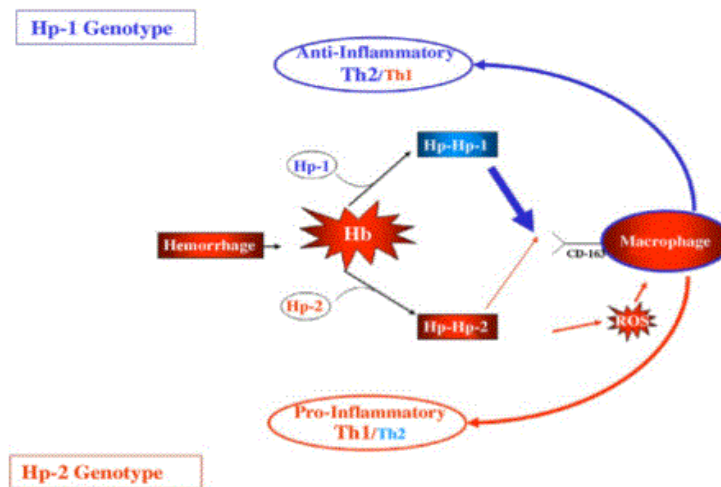 Hp-1 Genotype
Anti-Inflammatory
Th2/Th1
Hp-Hp-1
Hp-1
Hemorrhage
Hb
Macrophage
CD-163
Hp-2
Hp-Hp-2
ROS
Pro-Inflammatory
Th1/Th2
Hp-2 Genotype